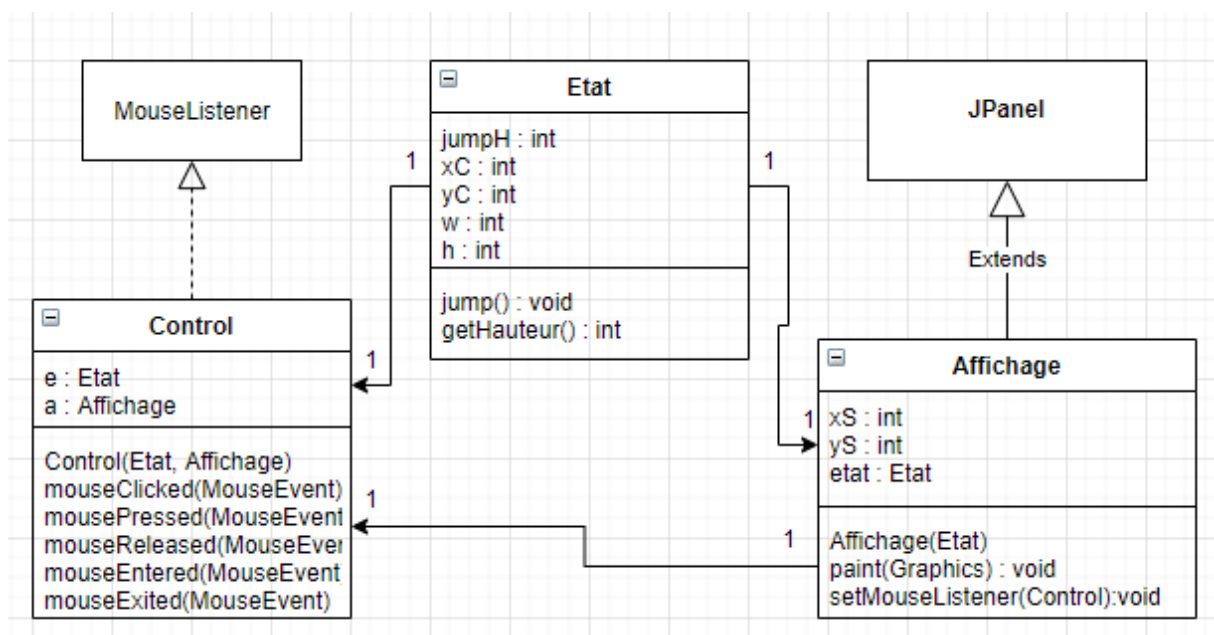 MouseListener
Etat
jumpH : int
xC : int
yC : int
w : int
h : int
jump() : void
getHauteur() : int
JPanel
Extends
1
1
Control
e : Etat
a : Affichage
Control(Etat, Affichage)
mouseClicked(MouseEvent)
mousePressed(MouseEvent
mouseReleased(MouseEver
mouseEntered(MouseEvent
mouseExited(MouseEvent)
1
1
Affichage
xS : int
yS : int
etat : Etat
Affichage(Etat)
paint(Graphics) : void
setMouseListener(Control):void
1
1